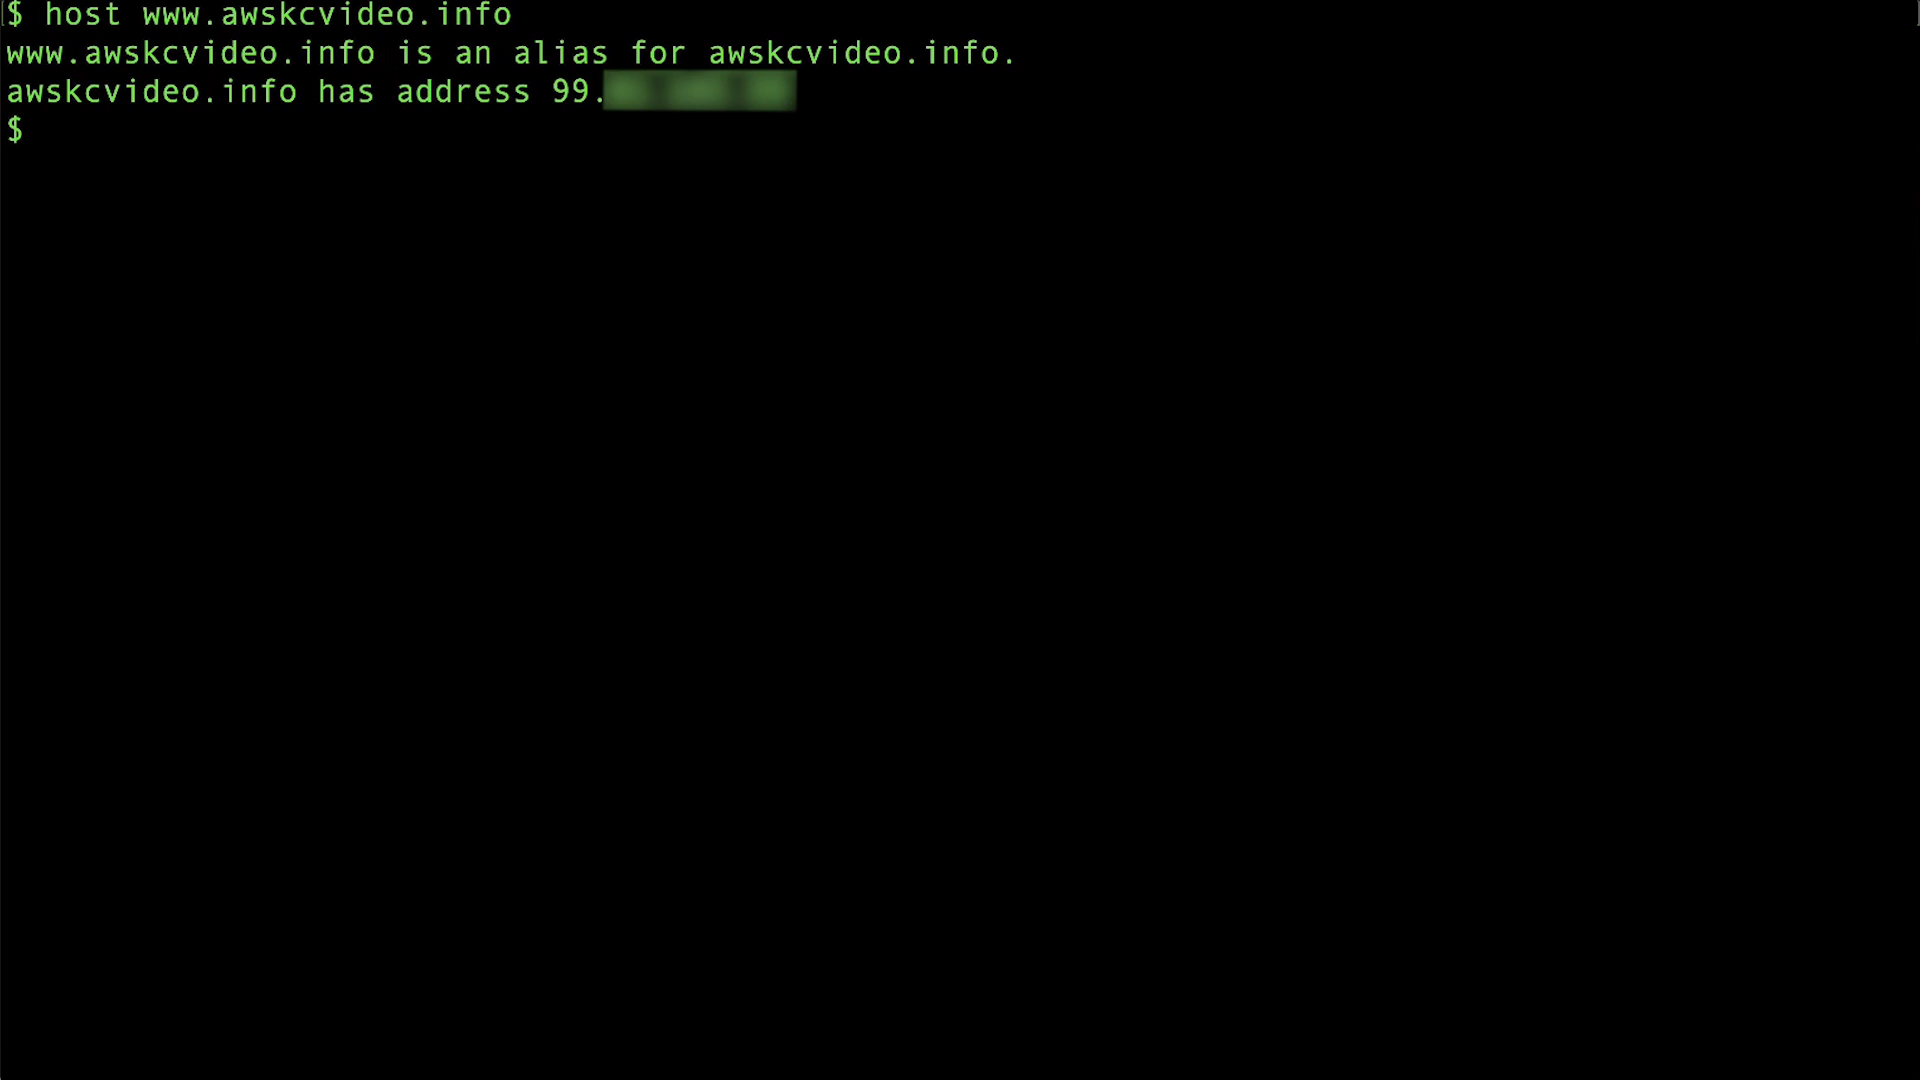 $ host www.awskcvideo.info
www.awskcvideo.info is an alias for awskcvideo.info.
awskcvideo.info has address 99.
$